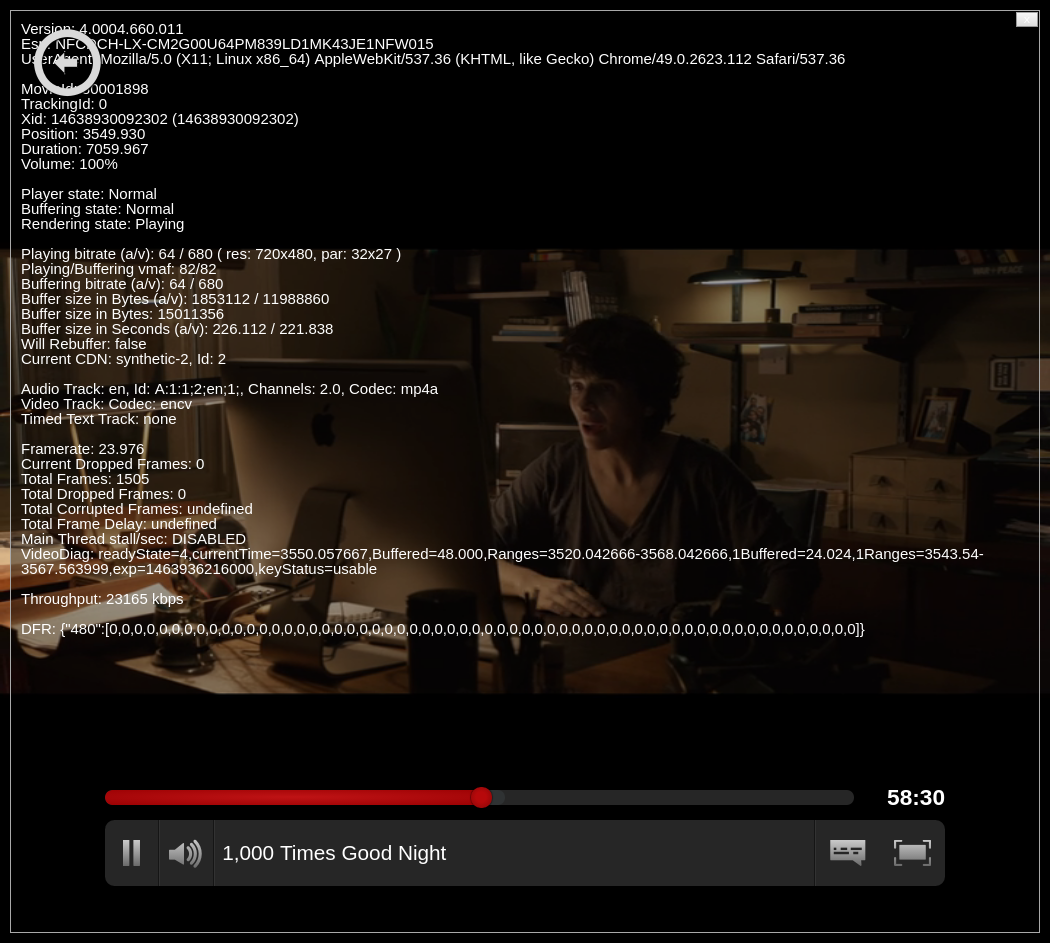 Version: 4.0004.660.011
Esn: NFCDCH-LX-CM2G00U64PM839LD1MK43JE1NFW015
UserAgent: Mozilla/5.0 (X11; Linux x86_64) AppleWebKit/537.36 (KHTML, like Gecko) Chrome/49.0.2623.112 Safari/537.36
MovieId: 80001898
TrackingId: 0
Xid: 14638930092302 (14638930092302)
Position: 3549.930
Duration: 7059.967
Volume: 100%
Player state: Normal
Buffering state: Normal
Rendering state: Playing
Playing bitrate (a/v): 64 / 680 ( res: 720x480, par: 32x27 )
Playing/Buffering vmaf: 82/82
Buffering bitrate (a/v): 64 / 680
Buffer size in Bytes (a/v): 1853112 / 11988860
Buffer size in Bytes: 15011356
Buffer size in Seconds (a/v): 226.112 / 221.838
Will Rebuffer: false
Current CDN: synthetic-2, Id: 2
Audio Track: en, Id: A:1:1;2;en;1;, Channels: 2.0, Codec: mp4a
Video Track: Codec: encv
Timed Text Track: none
Framerate: 23.976
Current Dropped Frames: 0
Total Frames: 1505
Total Dropped Frames: 0
Total Corrupted Frames: undefined
Total Frame Delay: undefined
Main Thread stall/sec: DISABLED
VideoDiag: readyState=4,currentTime=3550.057667,Buffered=48.000,Ranges=3520.042666-3568.042666,1Buffered=24.024,1Ranges=3543.54-
3567.563999,exp=1463936216000,keyStatus=usable
Throughput: 23165 kbps
DFR: {"480":[0,0,0,0,0,0,0,0,0,0,0,0,0,0,0,0,0,0,0,0,0,0,0,0,0,0,0,0,0,0,0,0,0,0,0,0,0,0,0,0,0,0,0,0,0,0,0,0,0,0,0,0,0,0,0,0,0,0,0,0]}
WAR & PEACE
58:30
1,000 Times Good Night